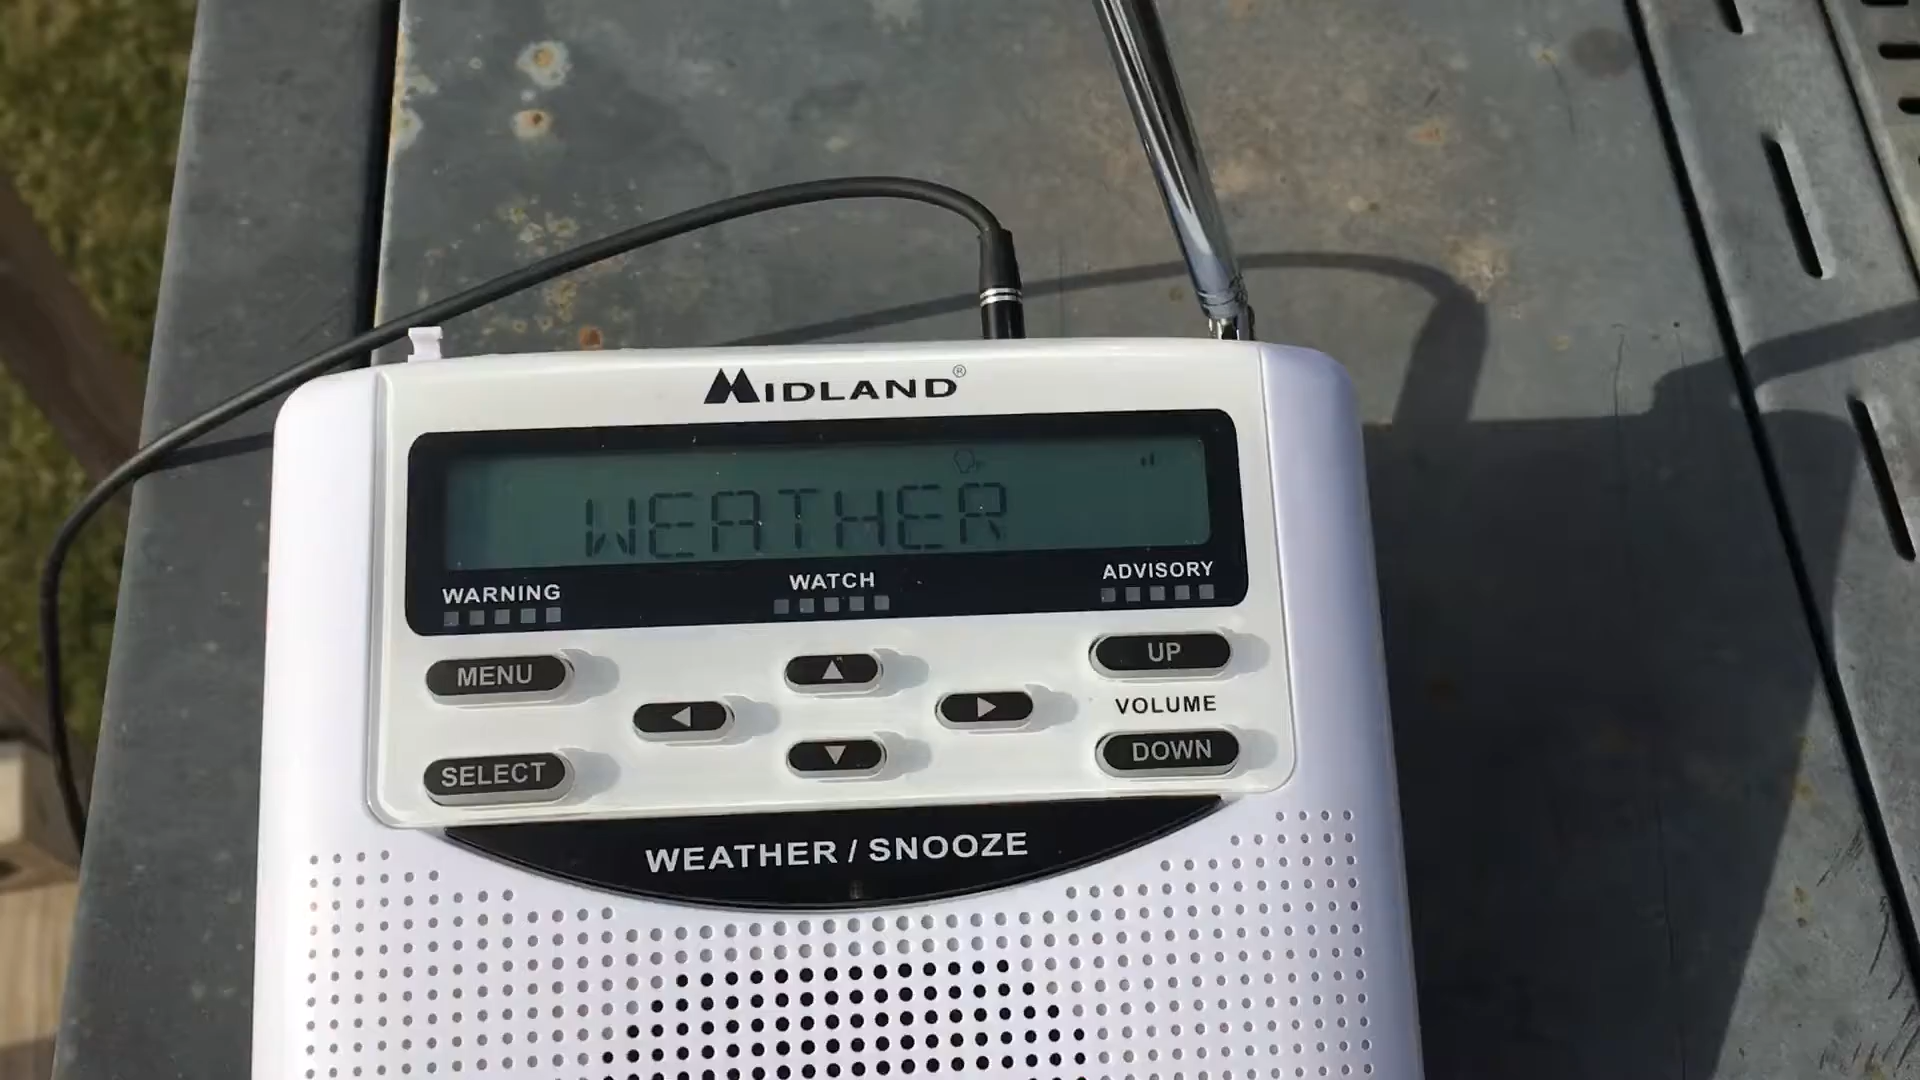 MIDLAND®
WEATHER
WARNING
WATCH
ADVISORY
MENU
UP
VOLUME
SELECT
DOWN
WEATHER / SNOOZE